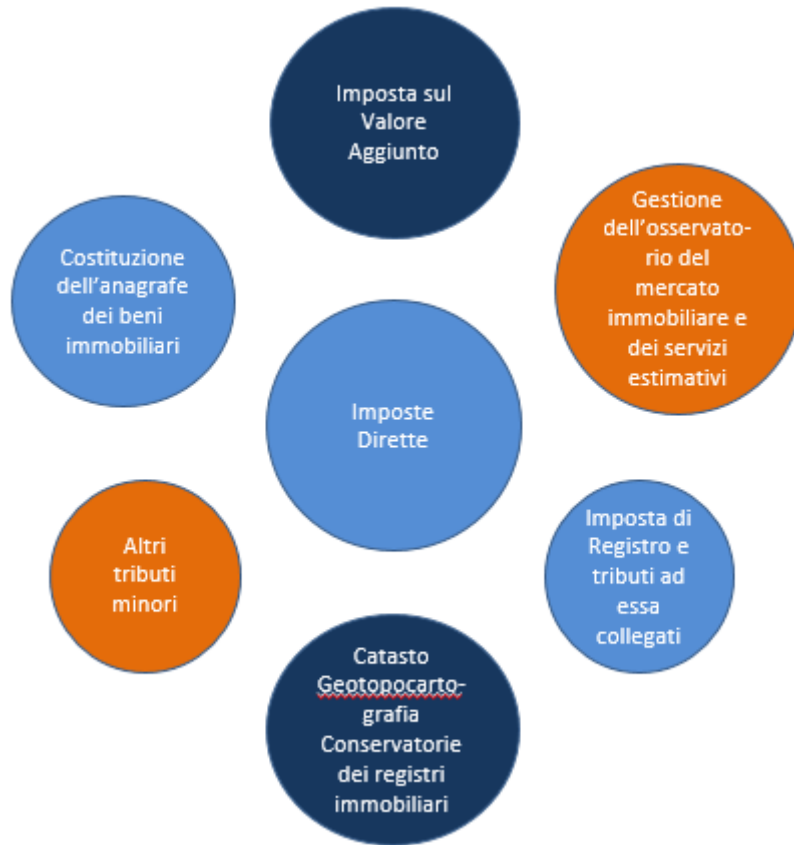 Imposta sul
Valore
Aggiunto
Gestione
dell'osservato-
rio del
mercato
immobiliare e
dei servizi
estimativi
Costituzione
dell'anagrafe
dei beni
immobiliari
Imposte
Dirette
Imposta di
Registro e
tributi ad
essa
collegati
Altri
tributi
minori
Catasto
Geotopocarto-
grafia
Conservatorie
dei registri
immobiliari